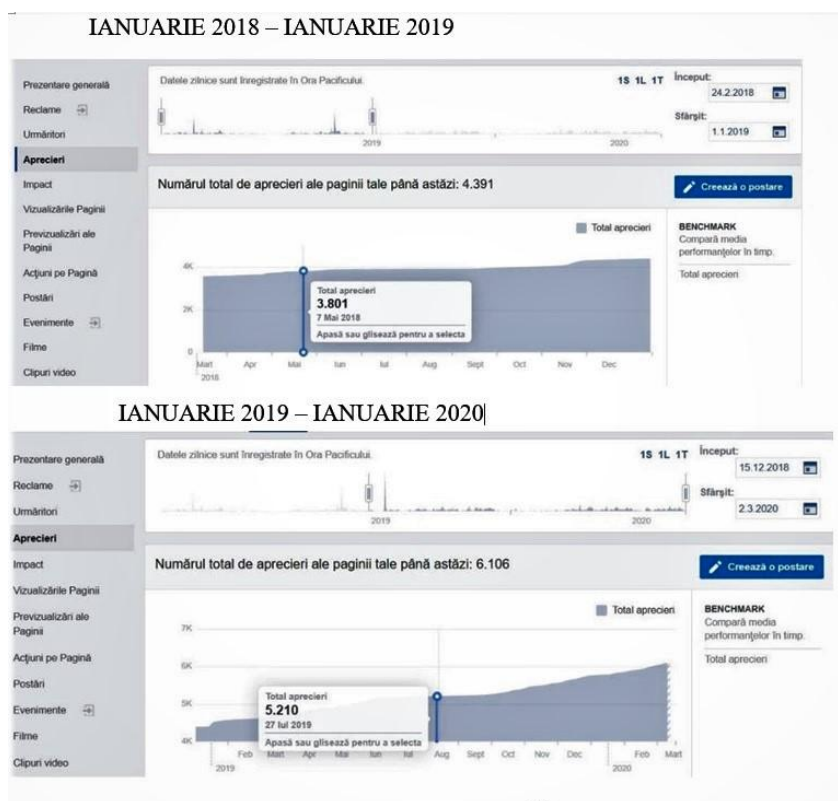 IANUARIE 2018 – IANUARIE 2019
Prezentare generală
Reclame
Urmăritori
Aprecieri
Impact
Vizualizările Paginii
Previzualizări ale
Paginii
Acțiuni pe Pagină
Postări
Evenimente
Filme
Clipuri video
Datele zilnice sunt înregistrate în Ora Pacificului.
1S 1L 1T
Început:
24.2.2018
Sfârșit:
1.1.2019
2019
2020
Numărul total de aprecieri ale paginii tale până astăzi: 4.391
Creează o postare
Total aprecieri
BENCHMARK
Compară media
performanțelor în timp.
Total aprecieri
4K
2K
0
Total aprecieri
3.801
7 Mai 2018
Apasă sau glisează pentru a selecta
Mart Apr Mai Iun Iul Aug Sept Oct Nov Dec
2018
IANUARIE 2019 – IANUARIE 2020
Prezentare generală
Reclame
Urmăritori
Aprecieri
Impact
Vizualizările Paginii
Previzualizări ale
Paginii
Acțiuni pe Pagină
Postări
Evenimente
Filme
Clipuri video
Datele zilnice sunt înregistrate în Ora Pacificului.
1S 1L 1T
Început:
15.12.2018
Sfârșit:
2.3.2020
2019
2020
Numărul total de aprecieri ale paginii tale până astăzi: 6.106
Creează o postare
Total aprecieri
BENCHMARK
Compară media
performanțelor în timp.
Total aprecieri
7K
6K
5K
4K
Total aprecieri
5.210
27 Iul 2019
Apasă sau glisează pentru a selecta
Feb Mart Apr Mai Iun Iul Aug Sept Oct Nov Dec Feb Mart
2019 2020